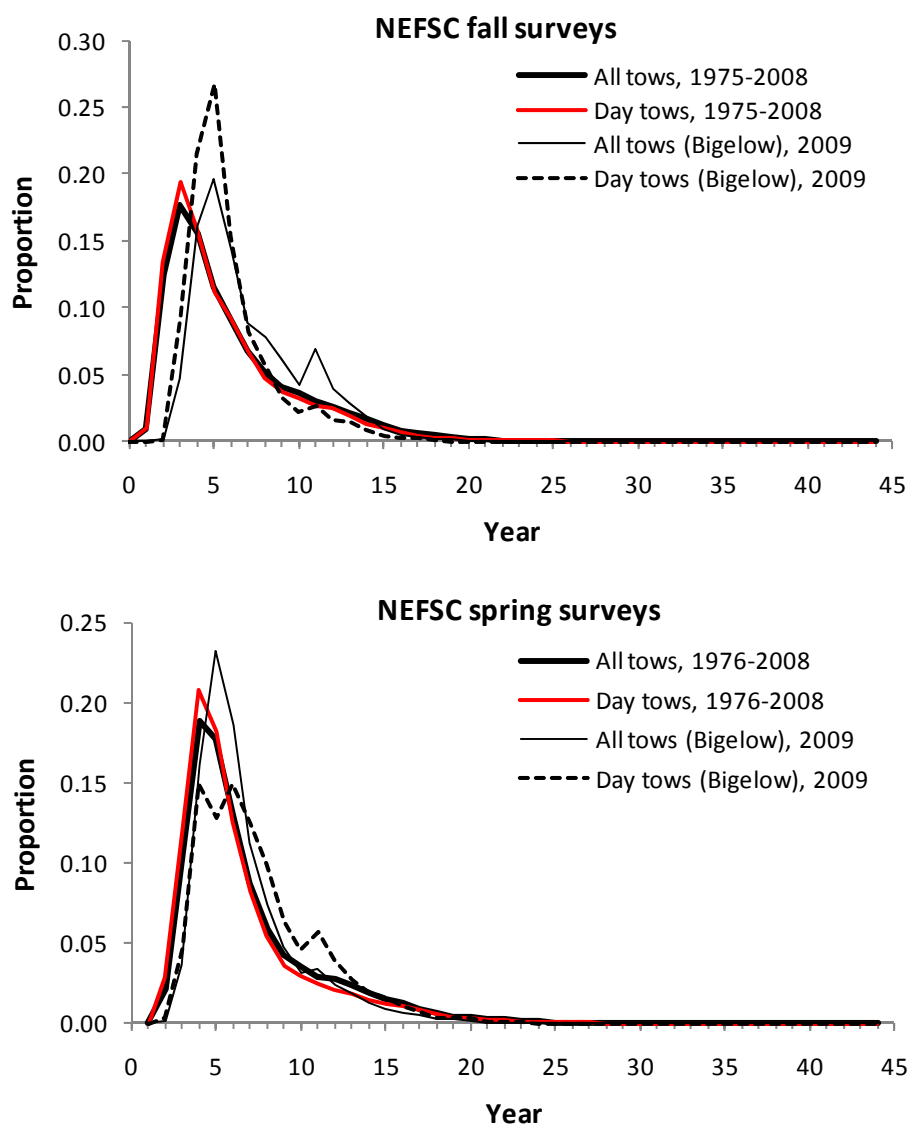 NEFSC fall surveys
0.30
0.25
0.20
0.15
0.10
0.05
0.00
Proportion
All tows, 1975-2008
Day tows, 1975-2008
All tows (Bigelow), 2009
Day tows (Bigelow), 2009
0 5 10 15 20 25 30 35 40 45
Year
NEFSC spring surveys
0.25
0.20
0.15
0.10
0.05
0.00
Proportion
All tows, 1976-2008
Day tows, 1976-2008
All tows (Bigelow), 2009
Day tows (Bigelow), 2009
0 5 10 15 20 25 30 35 40 45
Year